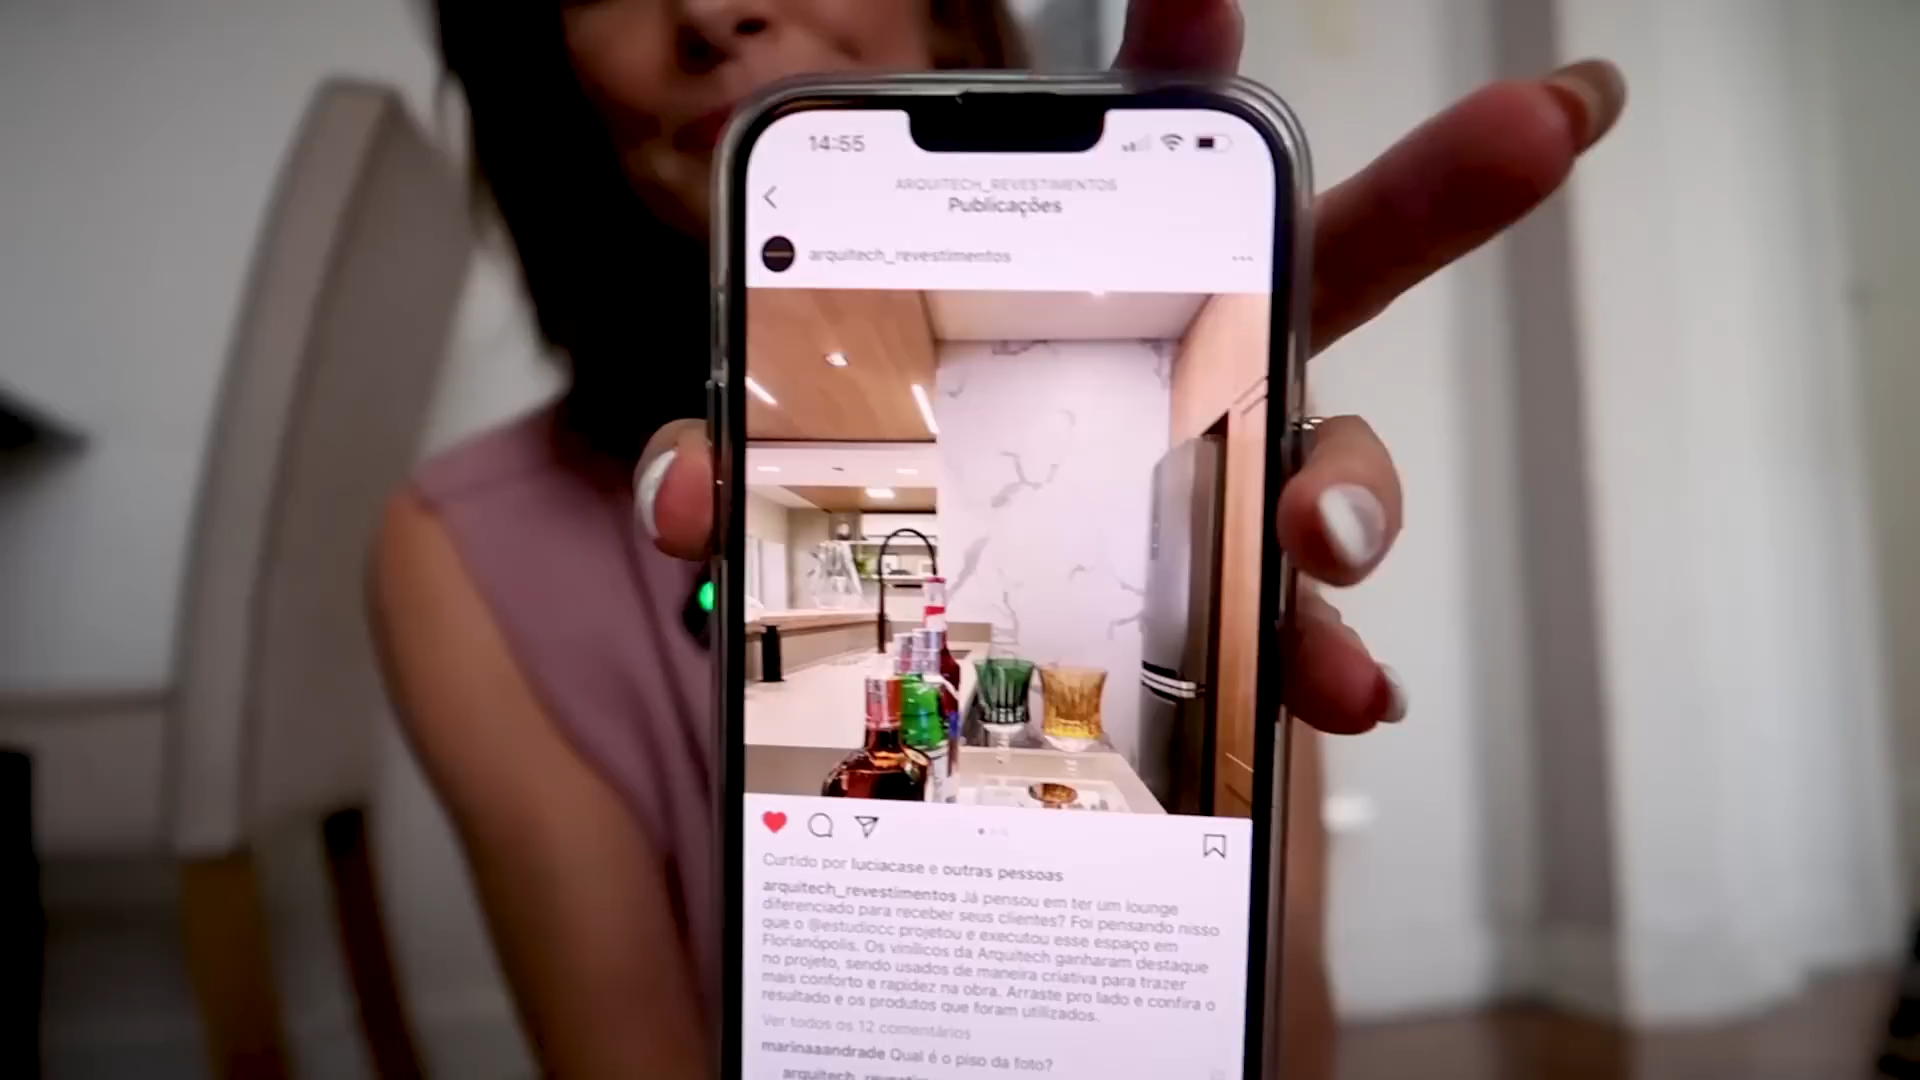 14:55
ARQUITECH_REVESTIMENTOS
Publicações
arquitech_revestimentos
Curtido por luciacase e outras pessoas
arquitech_revestimentos Já pensou em ter um lounge
diferenciado para receber seus clientes? Foi pensando nisso
que o @estudiocc projetou e executou esse espaço em
Florianópolis. Os vinílicos da Arquitech ganharam destaque
no projeto, sendo usados de maneira criativa para trazer
mais conforto e rapidez na obra. Arraste pro lado e confira o
resultado e os produtos que foram utilizados.
Ver todos os 12 comentários
marinaaandrade Qual é o piso da foto?